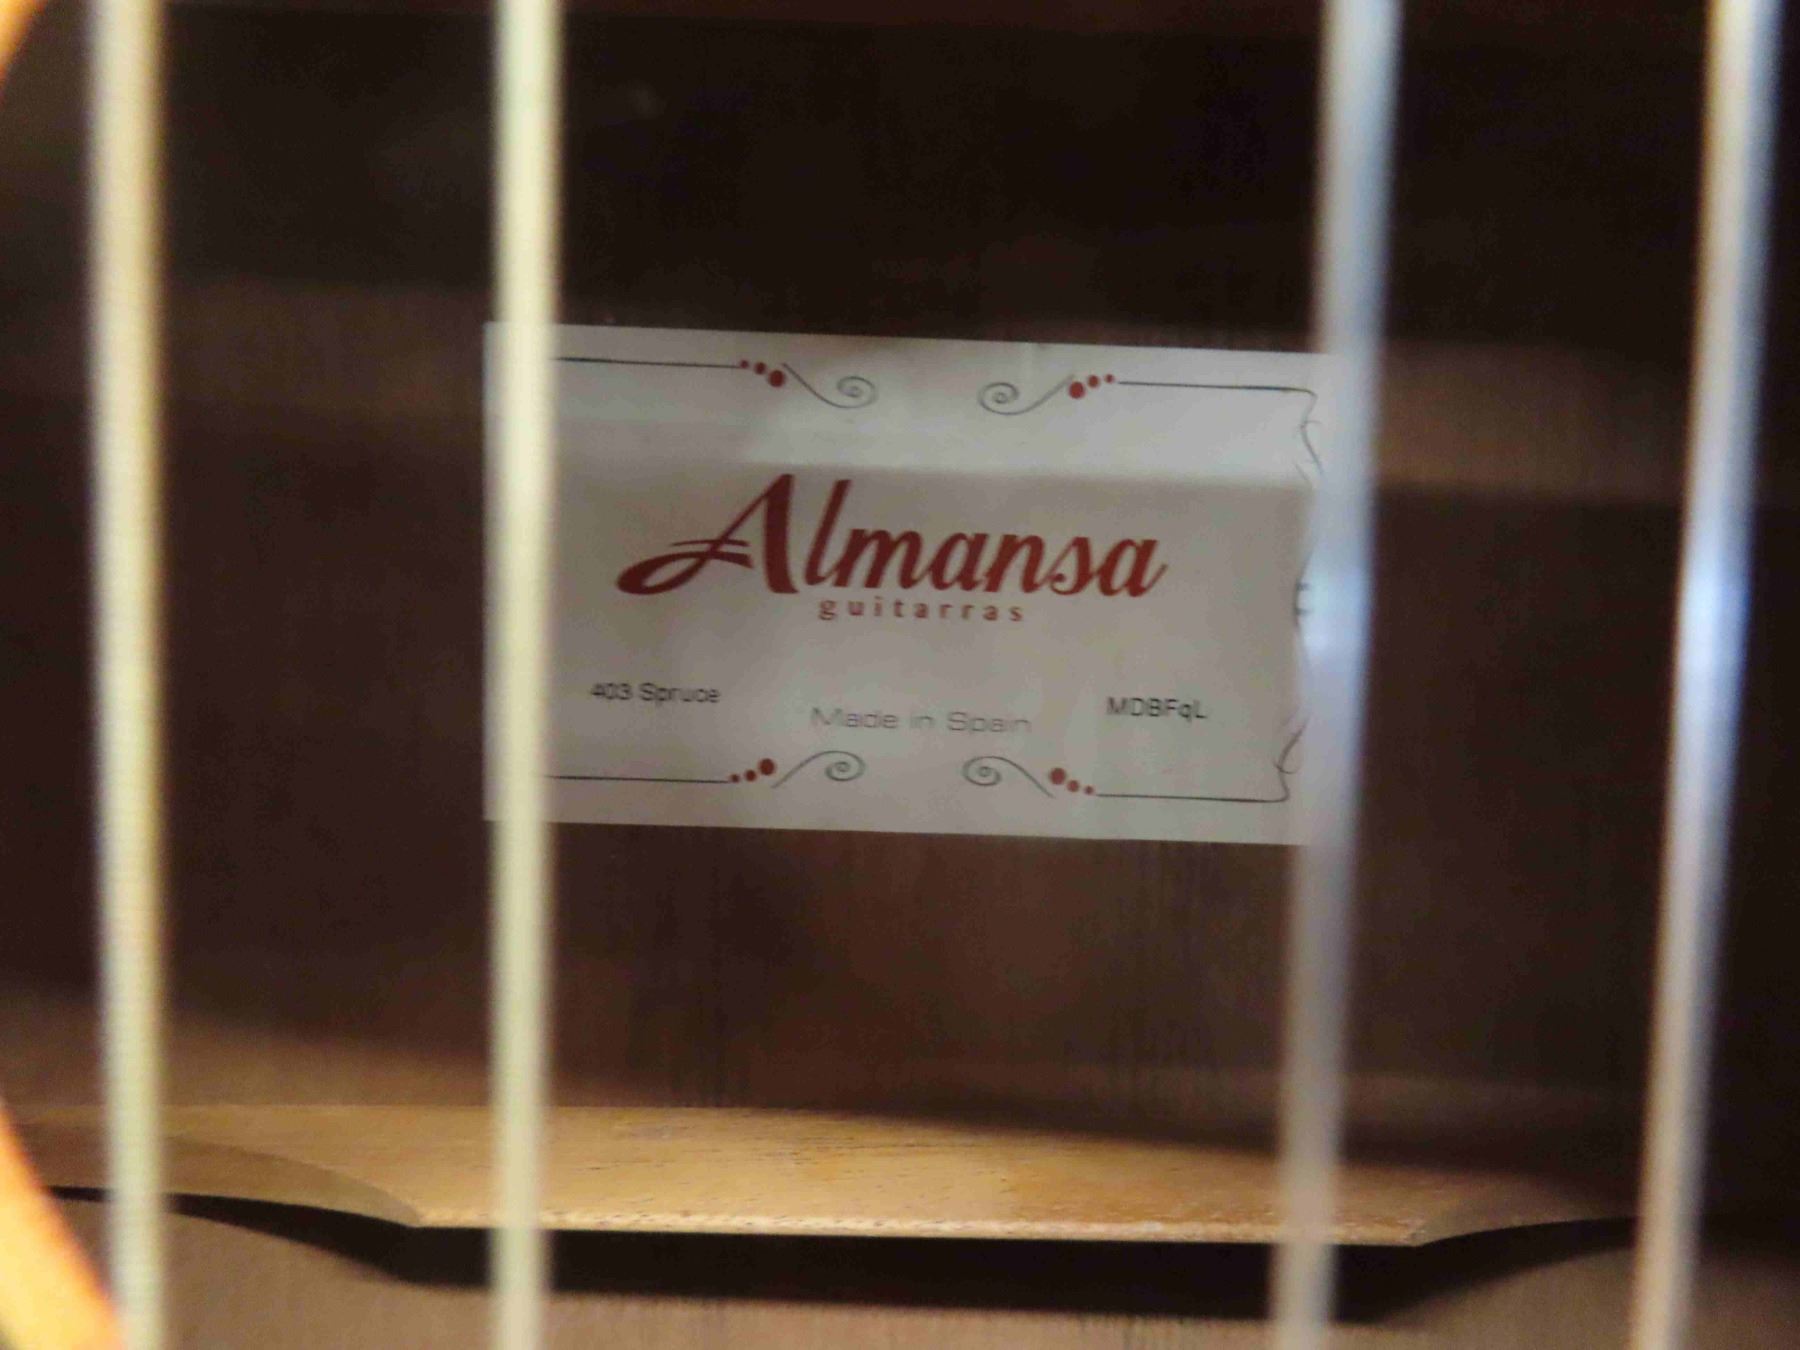 Almansa
guitarras
403 Spruce
Made in Spain
MDBFqL